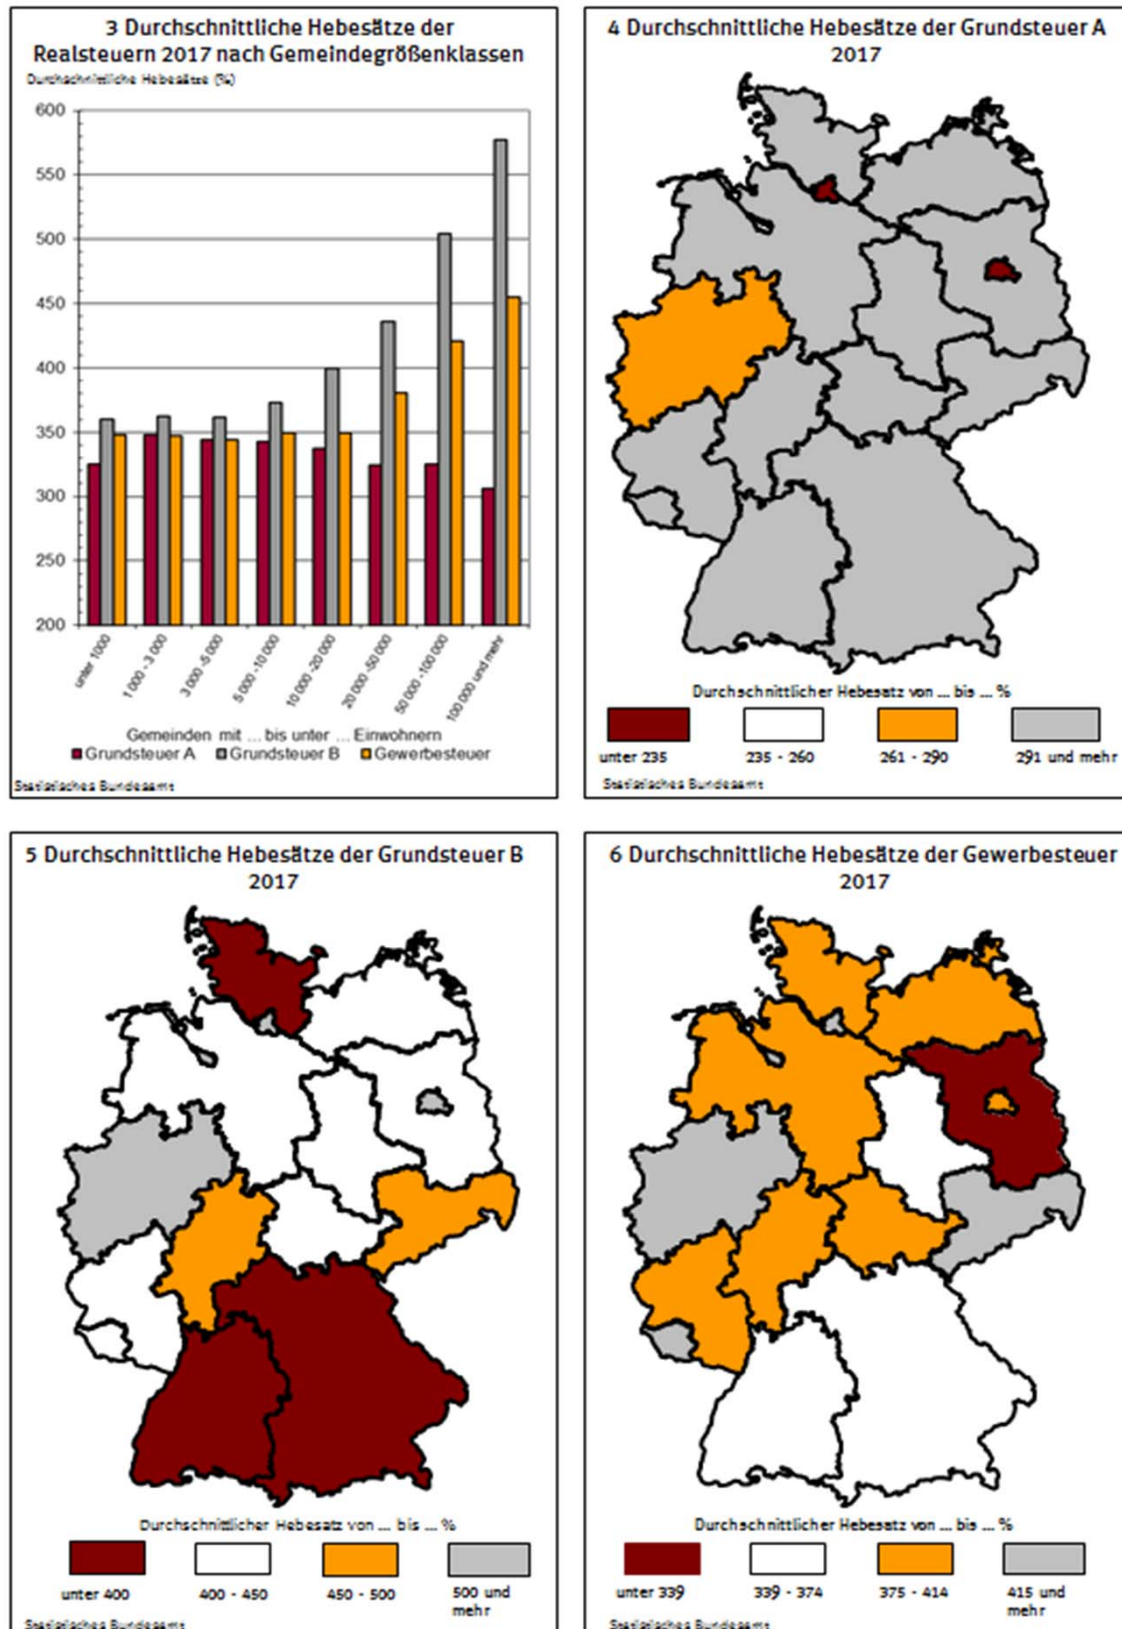 3 Durchschnittliche Hebesätze der
Realsteuern 2017 nach Gemeindegrößenklassen
Durchschnittliche Hebesätze (%)
600
550
500
450
400
350
300
250
200
unter 1000
1 000 - 3 000
3 000 -5 000
5 000 -10 000
10 000 -20 000
20 000 -50 000
50 000 -100 000
100 000 und mehr
Gemeinden mit ... bis unter ... Einwohnern
Grundsteuer A Grundsteuer B Gewerbesteuer
Statistisches Bundesamt
4 Durchschnittliche Hebesätze der Grundsteuer A
2017
Durchschnittlicher Hebesatz von ... bis ... %
unter 235 235 - 260 261 - 290 291 und mehr
Statistisches Bundesamt
5 Durchschnittliche Hebesätze der Grundsteuer B
2017
Durchschnittlicher Hebesatz von ... bis ... %
unter 400 400 - 450 450 - 500 500 und
mehr
Statistisches Bundesamt
6 Durchschnittliche Hebesätze der Gewerbesteuer
2017
Durchschnittlicher Hebesatz von ... bis ... %
unter 339 339 - 374 375 - 414 415 und
mehr
Statistisches Bundesamt